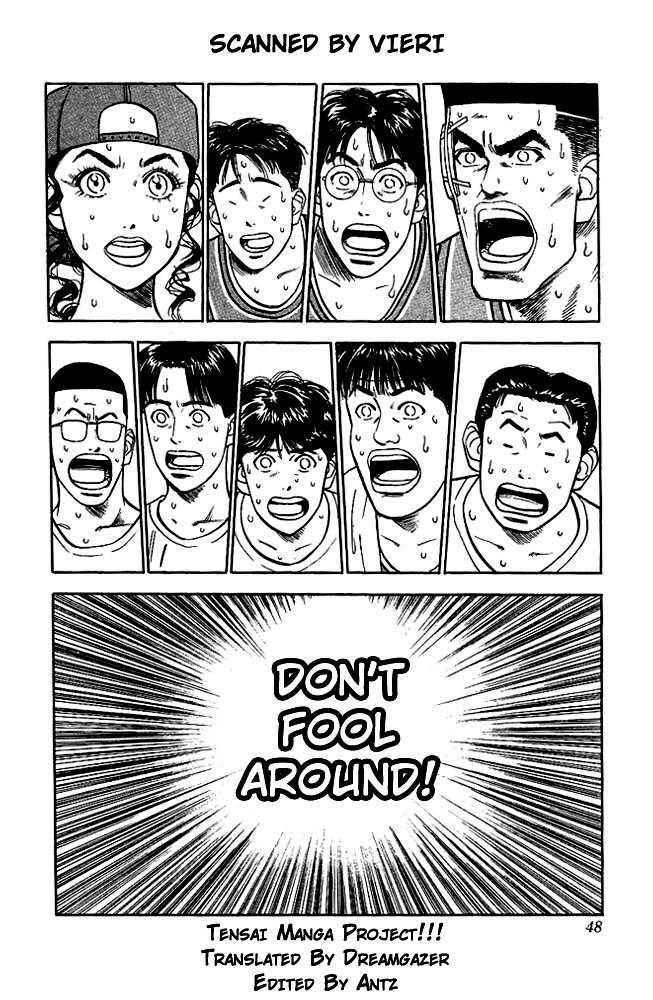 SCANNED BY VIERI
DON'T
FOOL
AROUND!
48
TENSAI MANGA PROJECT!!!
TRANSLATED BY DREAMGAZER
EDITED BY ANTZ